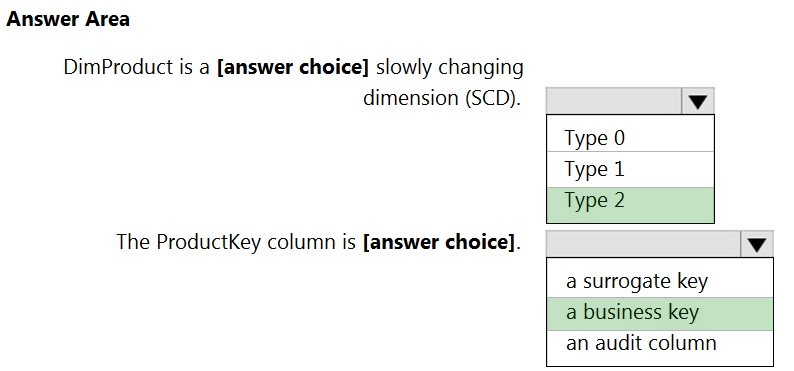 Answer Area
DimProduct is a [answer choice] slowly changing
dimension (SCD).
Type 0
Type 1
Type 2
The ProductKey column is [answer choice].
a surrogate key
a business key
an audit column